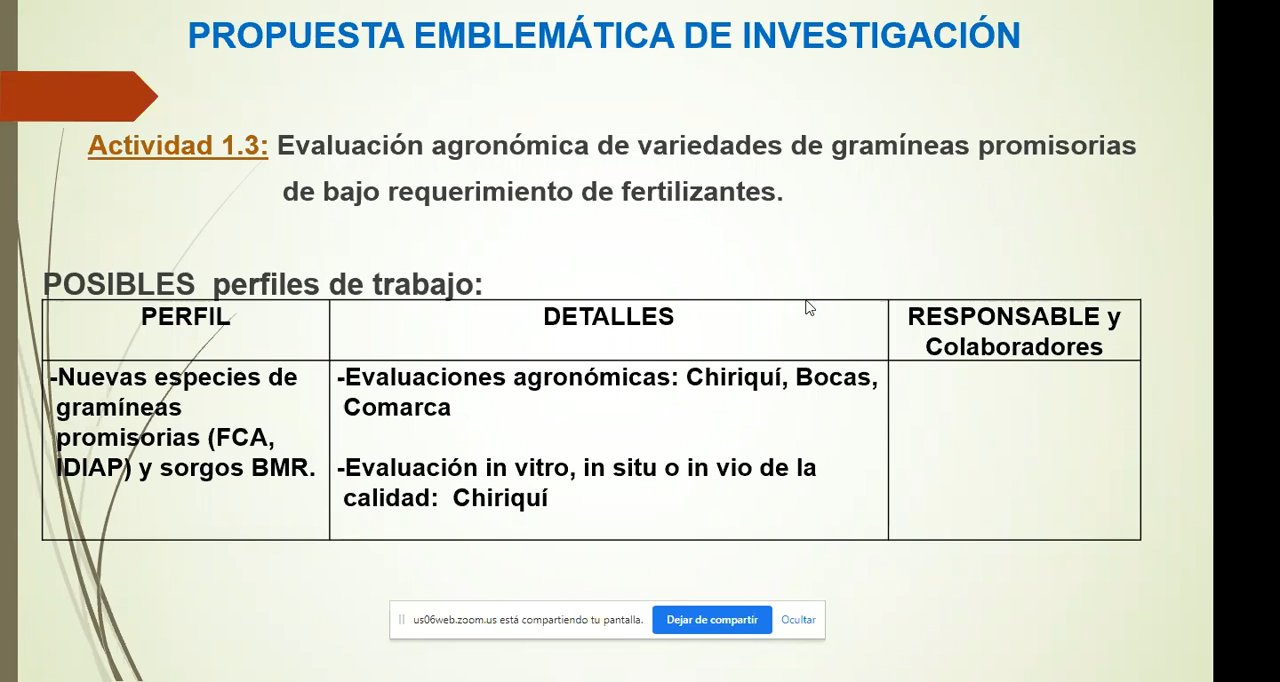 PROPUESTA EMBLEMÁTICA DE INVESTIGACIÓN
Actividad 1.3: Evaluación agronómica de variedades de gramíneas promisorias
de bajo requerimiento de fertilizantes.
POSIBLES perfiles de trabajo:
PERFIL
DETALLES
RESPONSABLE y
Colaboradores
-Nuevas especies de
gramíneas
promisorias (FCA,
IDIAP) y sorgos BMR.
-Evaluaciones agronómicas: Chiriquí, Bocas,
Comarca
-Evaluación in vitro, in situ o in vio de la
calidad: Chiriquí
us06web.zoom.us está compartiendo tu pantalla.
Dejar de compartir
Ocultar